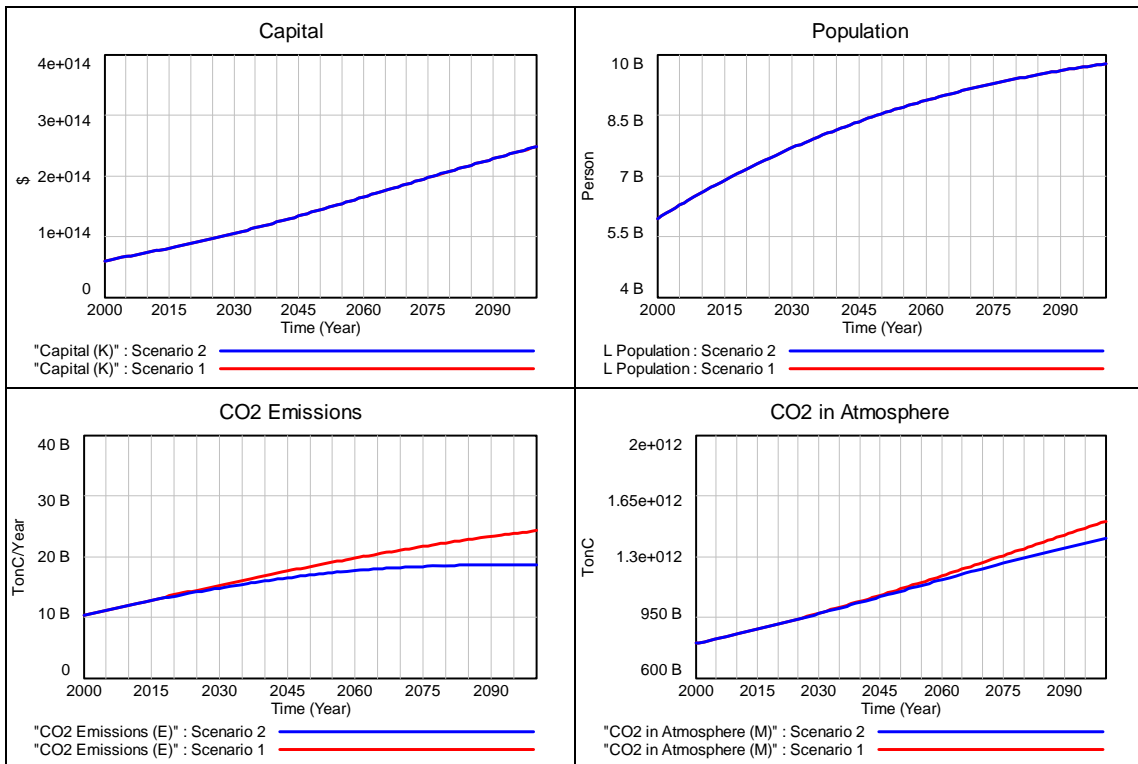 Capital
4e+014
3e+014
2e+014
1e+014
0
$
2000 2015 2030 2045 2060 2075 2090
Time (Year)
"Capital (K)" : Scenario 2
"Capital (K)" : Scenario 1
Population
10 B
8.5 B
7 B
5.5 B
4 B
Person
2000 2015 2030 2045 2060 2075 2090
Time (Year)
L Population : Scenario 2
L Population : Scenario 1
CO2 Emissions
40 B
30 B
20 B
10 B
0
TonC/Year
2000 2015 2030 2045 2060 2075 2090
Time (Year)
"CO2 Emissions (E)" : Scenario 2
"CO2 Emissions (E)" : Scenario 1
CO2 in Atmosphere
2e+012
1.65e+012
1.3e+012
950 B
600 B
TonC
2000 2015 2030 2045 2060 2075 2090
Time (Year)
"CO2 in Atmosphere (M)" : Scenario 2
"CO2 in Atmosphere (M)" : Scenario 1